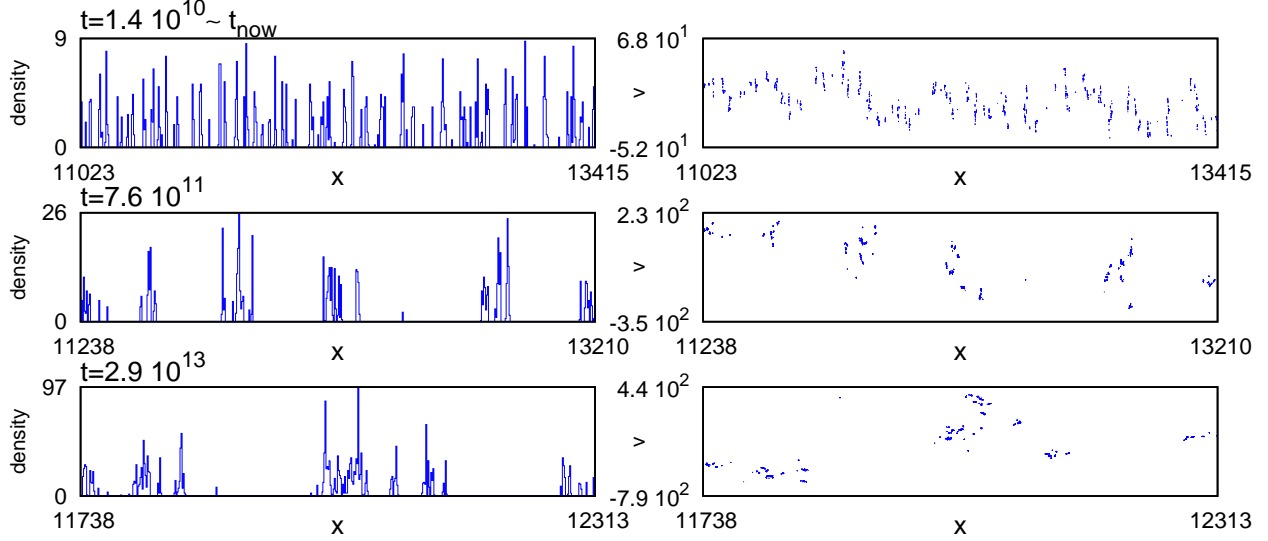 t=1.4 10^10 ~ t_now
9
density
0
11023
x
13415
6.8 10^1
v
-5.2 10^1
11023
x
13415
t=7.6 10^11
26
density
0
11238
x
13210
2.3 10^2
v
-3.5 10^2
11238
x
13210
t=2.9 10^13
97
density
0
11738
x
12313
4.4 10^2
v
-7.9 10^2
11738
x
12313